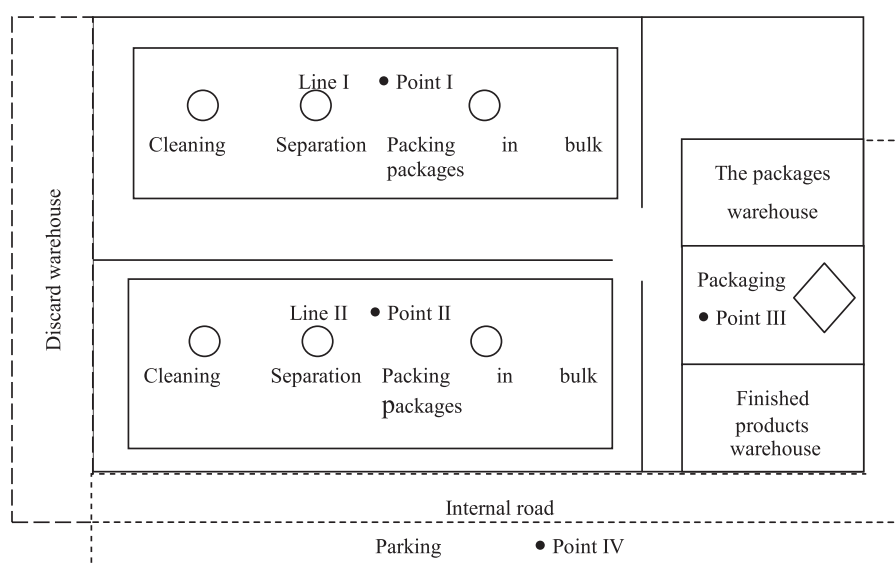 Discard warehouse
Line I
Point I
Cleaning
Separation
Packing in bulk
packages
Line II
Point II
Cleaning
Separation
Packing in bulk
packages
The packages
warehouse
Packaging
Point III
Finished
products
warehouse
Internal road
Parking
Point IV